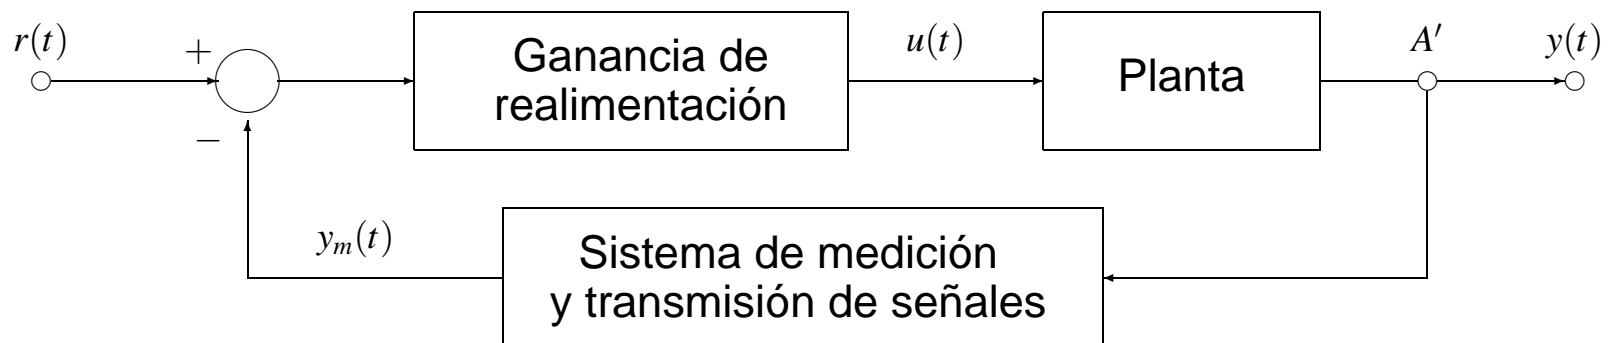 r(t)
+
−
Ganancia de
realimentación
u(t)
Planta
A′
y(t)
y_m(t)
Sistema de medición
y transmisión de señales